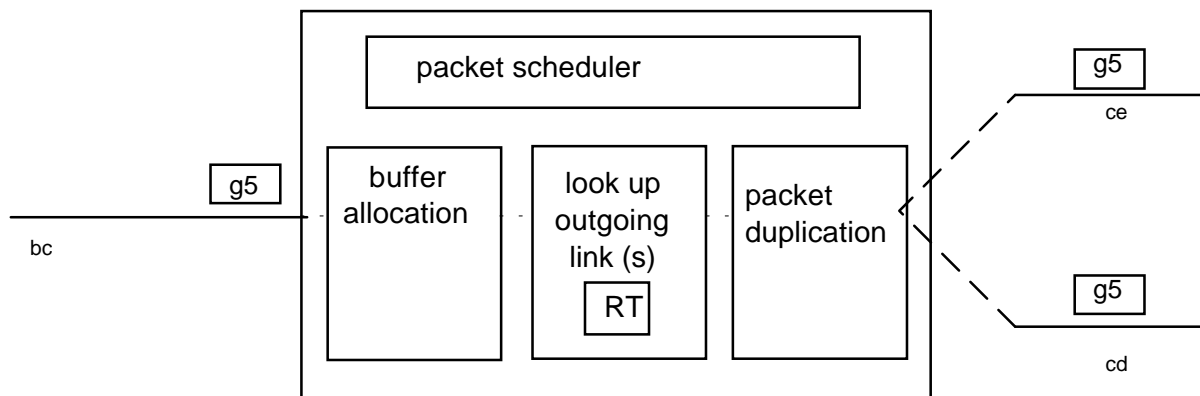 packet scheduler
g5
bc
buffer
allocation
look up
outgoing
link (s)
RT
packet
duplication
g5
ce
g5
cd